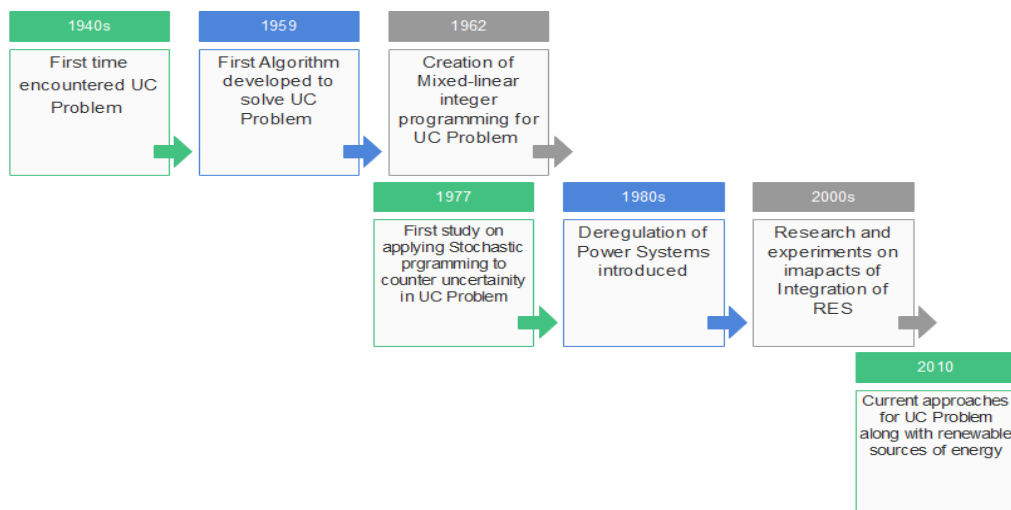 1940s
First time
encountered UC
Problem
1959
First Algorithm
developed to
solve UC
Problem
1962
Creation of
Mixed-linear
integer
programming for
UC Problem
1977
First study on
applying Stochastic
prgramming to
counter uncertainity
in UC Problem
1980s
Deregulation of
Power Systems
introduced
2000s
Research and
experiments on
imapacts of
Integration of
RES
2010
Current approaches
for UC Problem
along with renewable
sources of energy